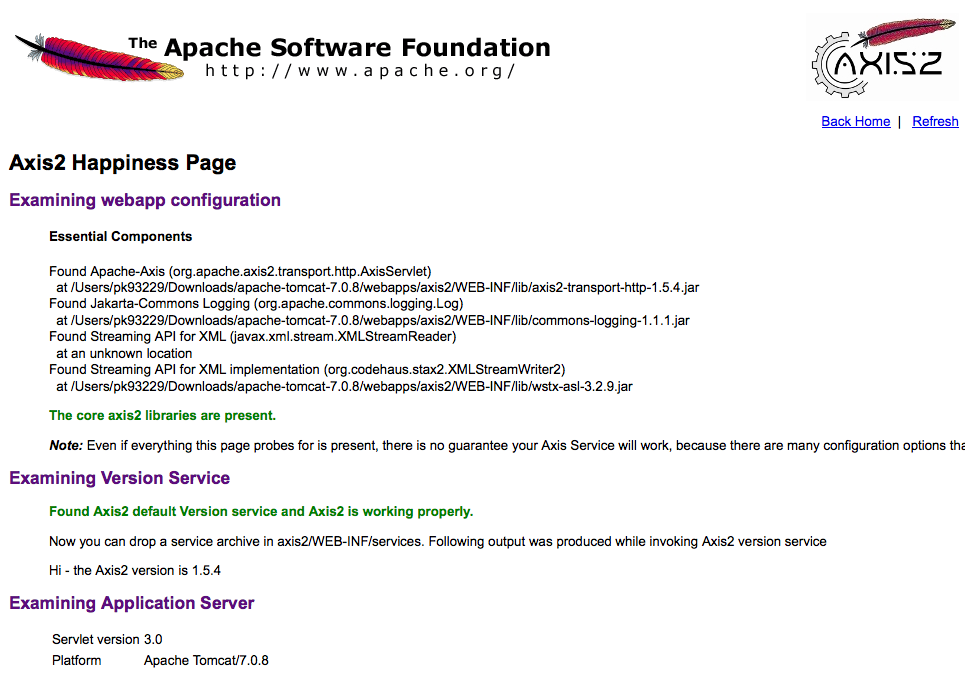 The Apache Software Foundation
http://www.apache.org/
AXIS2
Back Home | Refresh
Axis2 Happiness Page
Examining webapp configuration
Essential Components
Found Apache-Axis (org.apache.axis2.transport.http.AxisServlet)
at /Users/pk93229/Downloads/apache-tomcat-7.0.8/webapps/axis2/WEB-INF/lib/axis2-transport-http-1.5.4.jar
Found Jakarta-Commons Logging (org.apache.commons.logging.Log)
at /Users/pk93229/Downloads/apache-tomcat-7.0.8/webapps/axis2/WEB-INF/lib/commons-logging-1.1.1.jar
Found Streaming API for XML (javax.xml.stream.XMLStreamReader)
at an unknown location
Found Streaming API for XML implementation (org.codehaus.stax2.XMLStreamWriter2)
at /Users/pk93229/Downloads/apache-tomcat-7.0.8/webapps/axis2/WEB-INF/lib/wstx-asl-3.2.9.jar
The core axis2 libraries are present.
Note: Even if everything this page probes for is present, there is no guarantee your Axis Service will work, because there are many configuration options
Examining Version Service
Found Axis2 default Version service and Axis2 is working properly.
Now you can drop a service archive in axis2/WEB-INF/services. Following output was produced while invoking Axis2 version service
Hi - the Axis2 version is 1.5.4
Examining Application Server
Servlet version 3.0
Platform Apache Tomcat/7.0.8